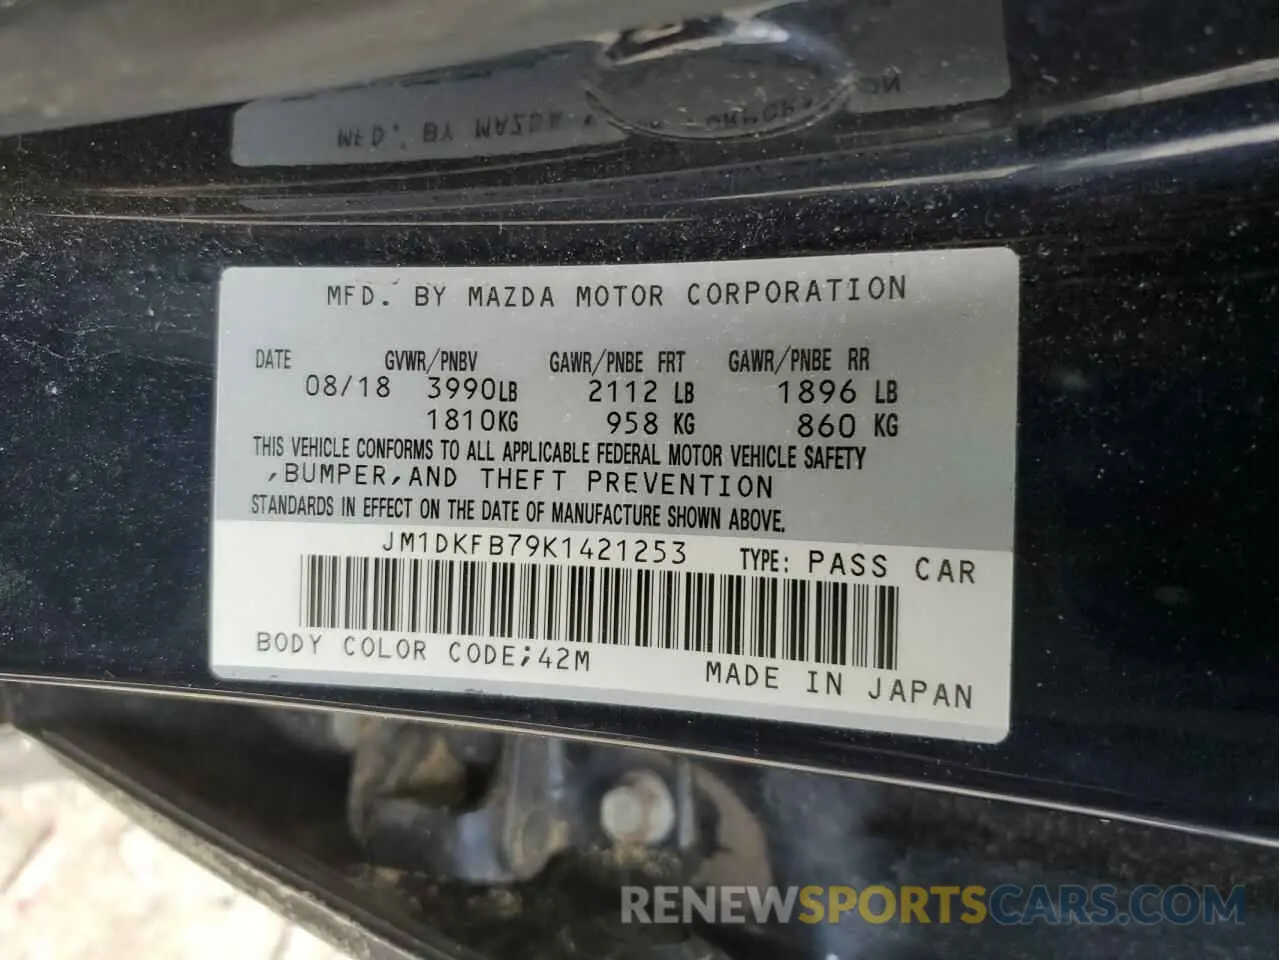 MFD. BY MAZDA
MFD. BY MAZDA MOTOR CORPORATION
DATE GVWR/PNBV GAWR/PNBE FRT GAWR/PNBE RR
08/18 3990LB 2112 LB 1896 LB
1810KG 958 KG 860 KG
THIS VEHICLE CONFORMS TO ALL APPLICABLE FEDERAL MOTOR VEHICLE SAFETY
,BUMPER,AND THEFT PREVENTION
STANDARDS IN EFFECT ON THE DATE OF MANUFACTURE SHOWN ABOVE.
JM1DKFB79K1421253 TYPE: PASS CAR
BODY COLOR CODE;42M
MADE IN JAPAN
RENEWSPORTSCARS.COM